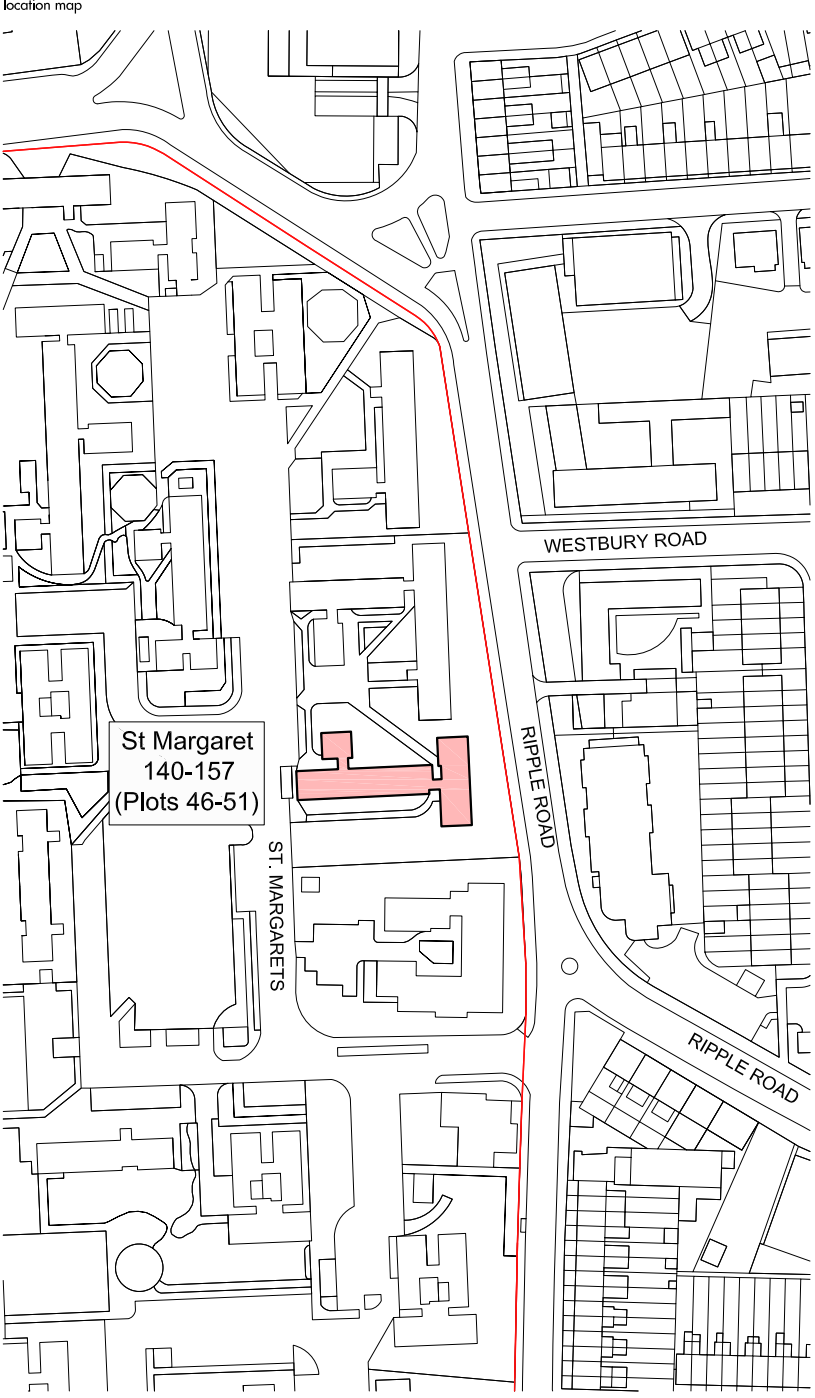 location map
WESTBURY ROAD
St Margaret
140-157
(Plots 46-51)
RIPPLE ROAD
ST. MARGARETS
RIPPLE ROAD